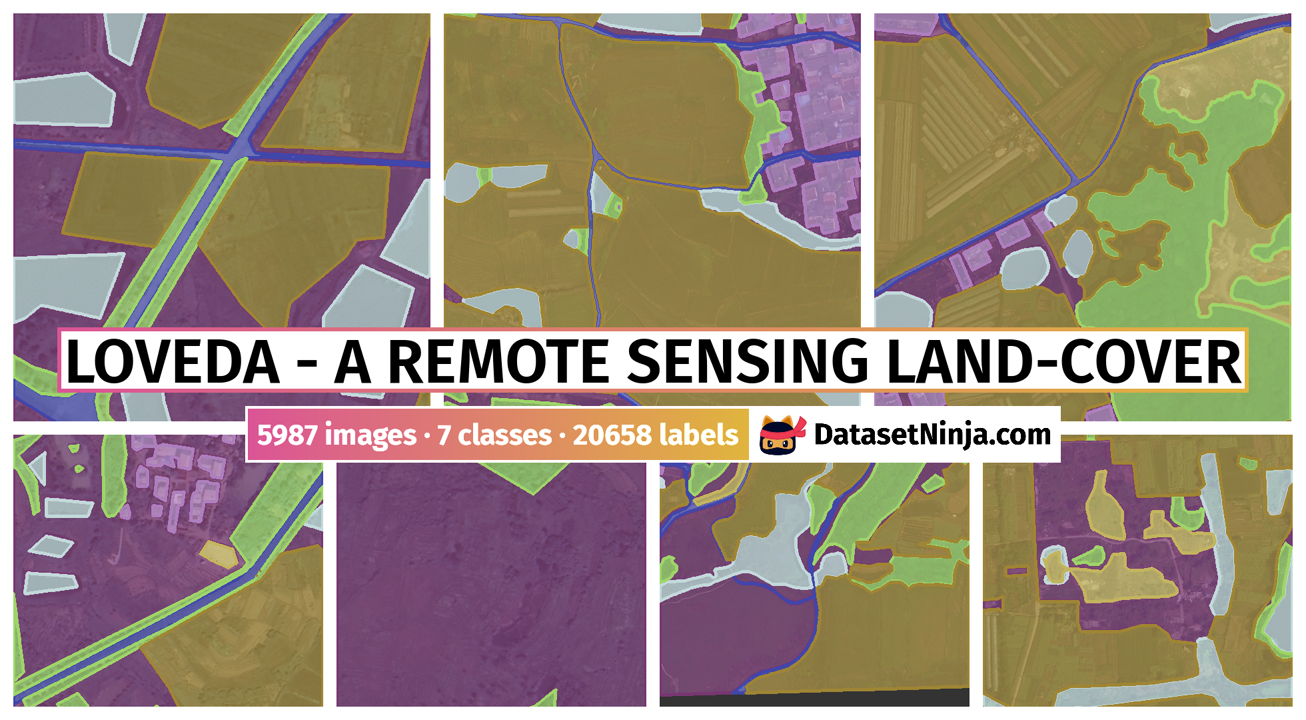 LOVEDA - A REMOTE SENSING LAND-COVER
5987 images · 7 classes · 20658 labels
DatasetNinja.com